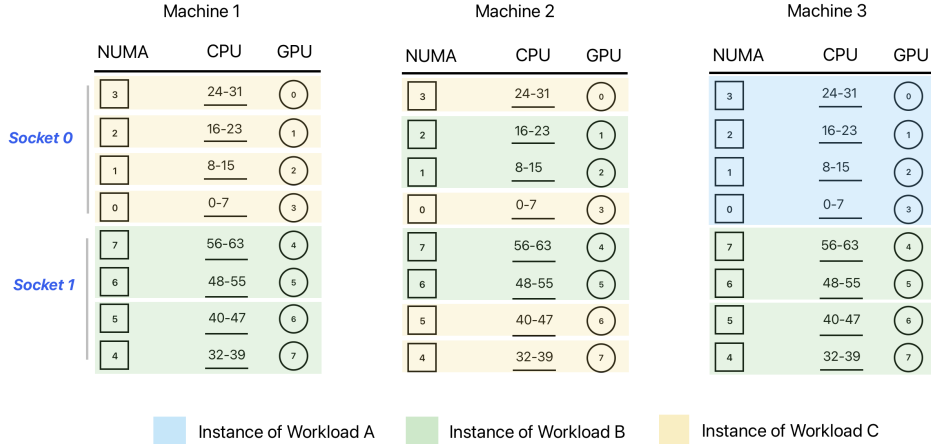 Machine 1 Machine 2 Machine 3
NUMA CPU GPU NUMA CPU GPU NUMA CPU GPU
3 24-31 0 3 24-31 0 3 24-31 0
2 16-23 1 2 16-23 1 2 16-23 1
Socket 0
1 8-15 2 1 8-15 2 1 8-15 2
0 0-7 3 0 0-7 3 0 0-7 3
7 56-63 4 7 56-63 4 7 56-63 4
Socket 1 6 48-55 5 6 48-55 5 6 48-55 5
5 40-47 6 5 40-47 6 5 40-47 6
4 32-39 7 4 32-39 7 4 32-39 7
Instance of Workload A Instance of Workload B Instance of Workload C